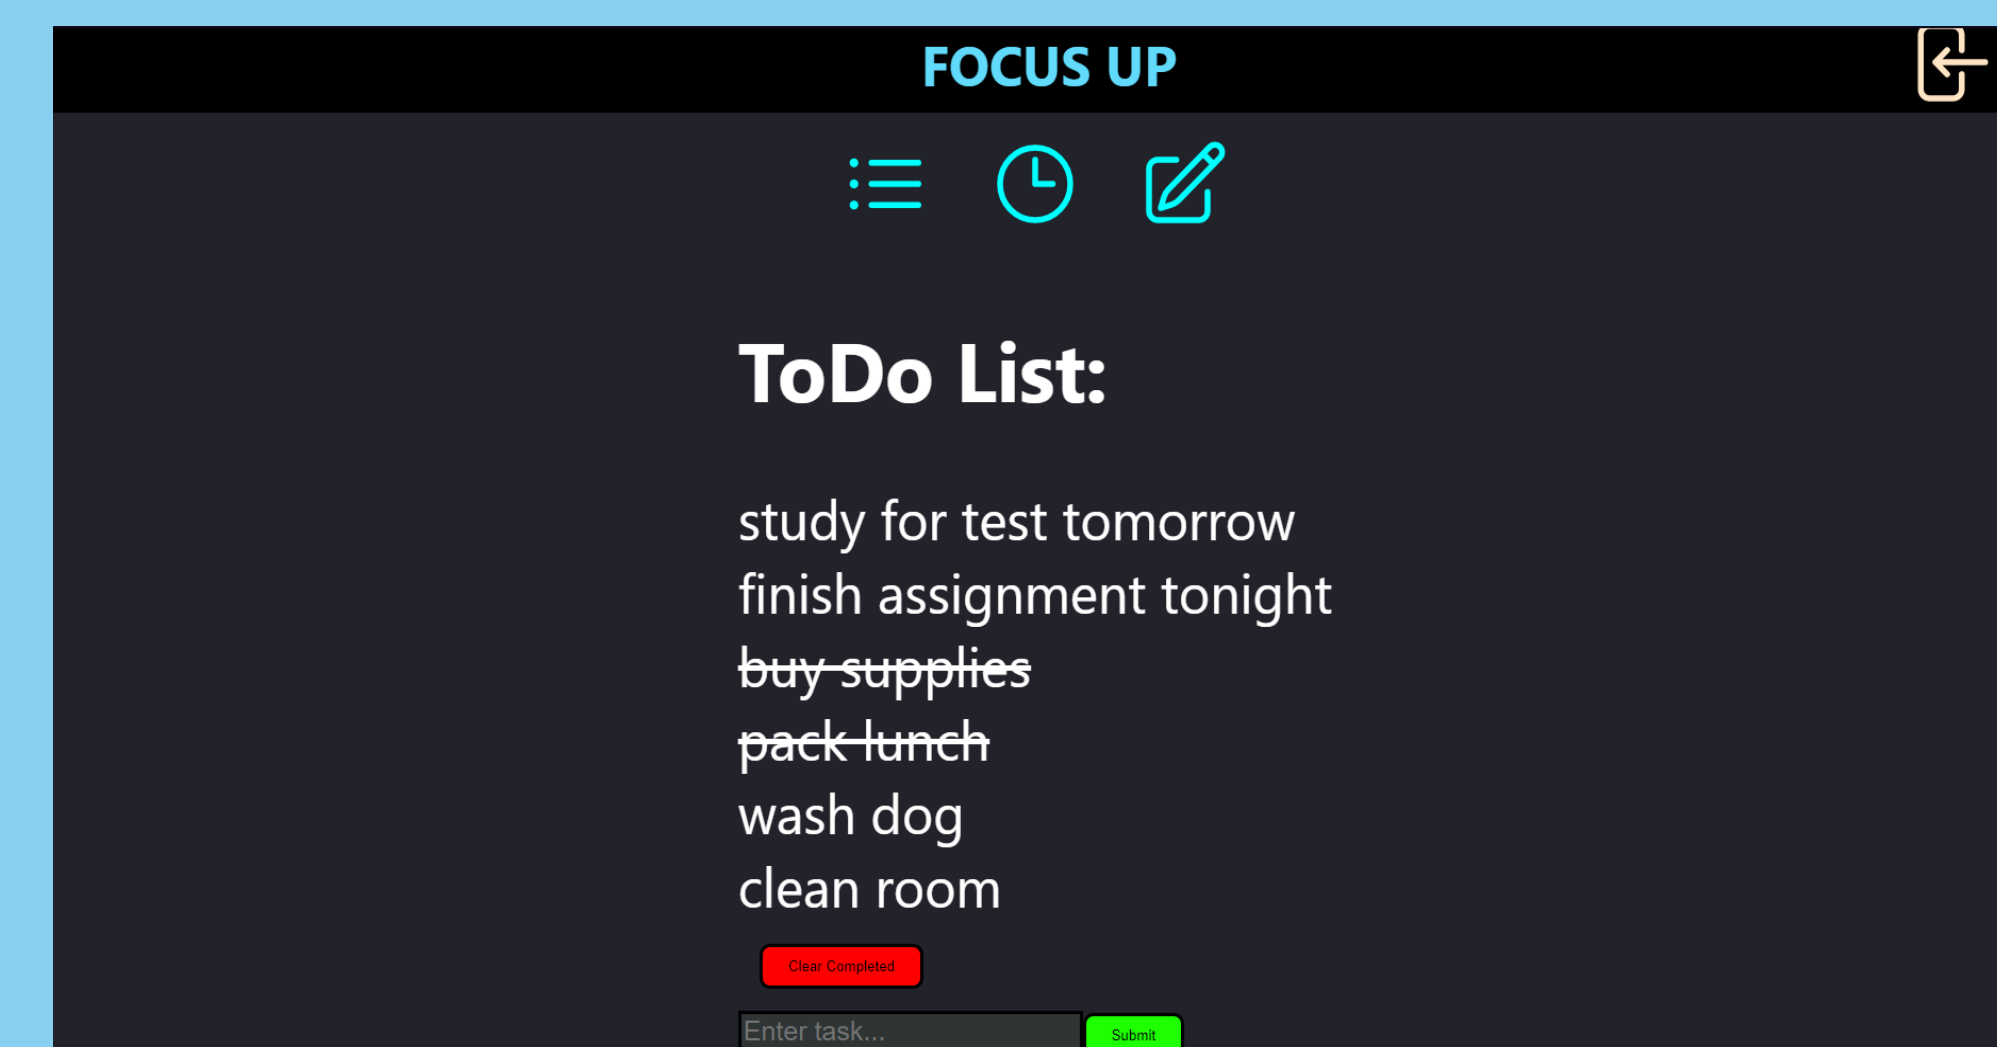 FOCUS UP
ToDo List:
study for test tomorrow
finish assignment tonight
buy supplies
pack lunch
wash dog
clean room
Clear Completed
Enter task...
Submit